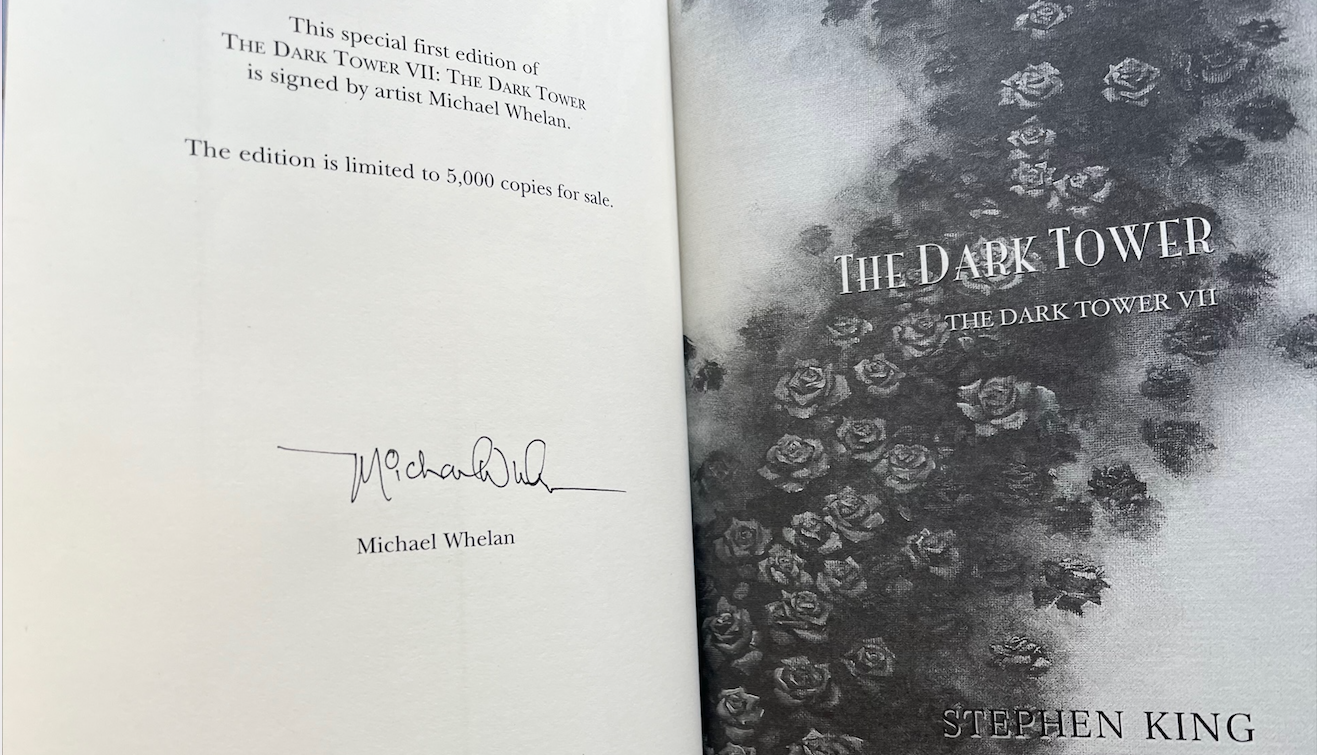 This special first edition of
THE DARK TOWER VII: THE DARK TOWER
is signed by artist Michael Whelan.
The edition is limited to 5,000 copies for sale.
Michael Whelan
Michael Whelan
THE DARK TOWER
THE DARK TOWER VII
STEPHEN KING